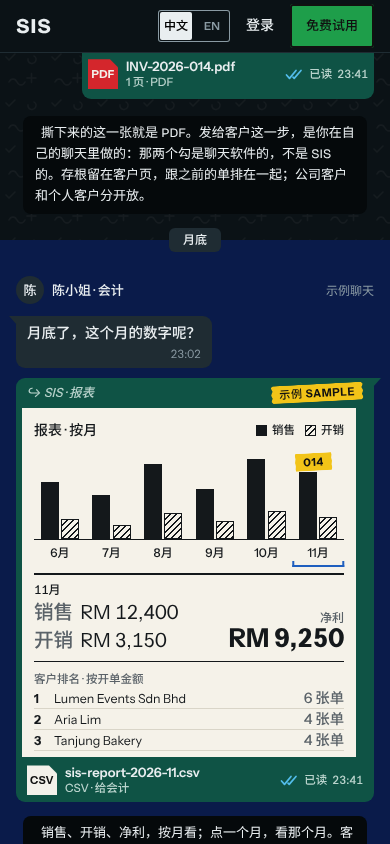 SIS 中文 EN 登录 免费试用
PDF INV-2026-014.pdf
1 页·PDF 已读 23:41
撕下来的这一张就是 PDF。发给客户这一步，是你在自
己的聊天里做的：那两个勾是聊天软件的，不是 SIS
的。存根留在客户页，跟之前的单排在一起；公司客户
和个人客户分开放。
月底
陈 陈小姐·会计 示例聊天
月底了，这个月的数字呢？
23:02
SIS·报表 示例 SAMPLE
报表·按月 销售 开销
014
6月 7月 8月 9月 10月 11月
11月
销售 RM 12,400 净利
开销 RM 3,150 RM 9,250
客户排名·按开单金额
1 Lumen Events Sdn Bhd 6 张单
2 Aria Lim 4 张单
3 Tanjung Bakery 4 张单
CSV sis-report-2026-11.csv
CSV·给会计 已读 23:41
销售、开销、净利，按月看；点一个月，看那个月。客